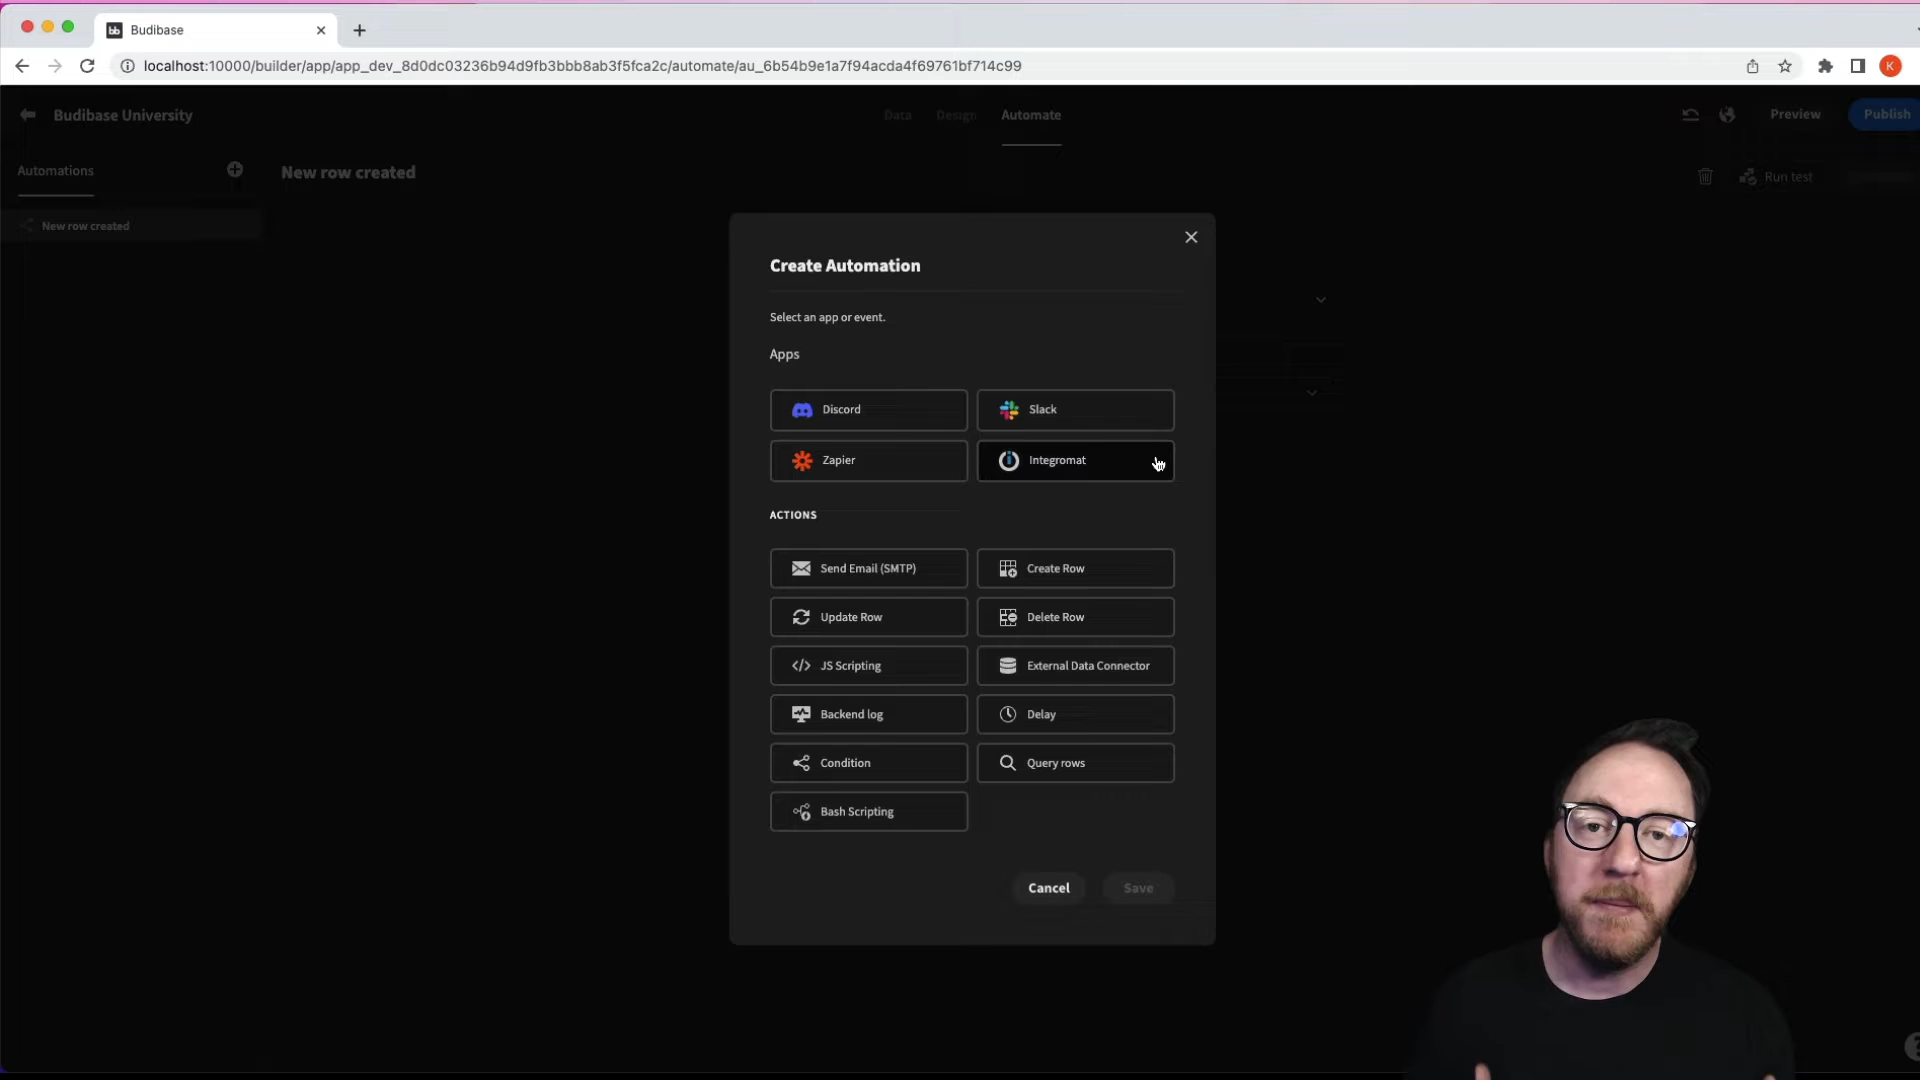 Budibase
localhost:10000/builder/app/app_dev_8d0dc03236b94d9fb3bbb8ab3f5fca2c/automate/au_6b54b9e1a7f94acda4f69761bf714c99
K
Budibase University
Data
Design
Automate
Preview
Publish
Automations
New row created
Run test
New row created
Create Automation
Select an app or event.
Apps
Discord
Slack
Zapier
Integromat
ACTIONS
Send Email (SMTP)
Create Row
Update Row
Delete Row
JS Scripting
External Data Connector
Backend log
Delay
Condition
Query rows
Bash Scripting
Cancel
Save